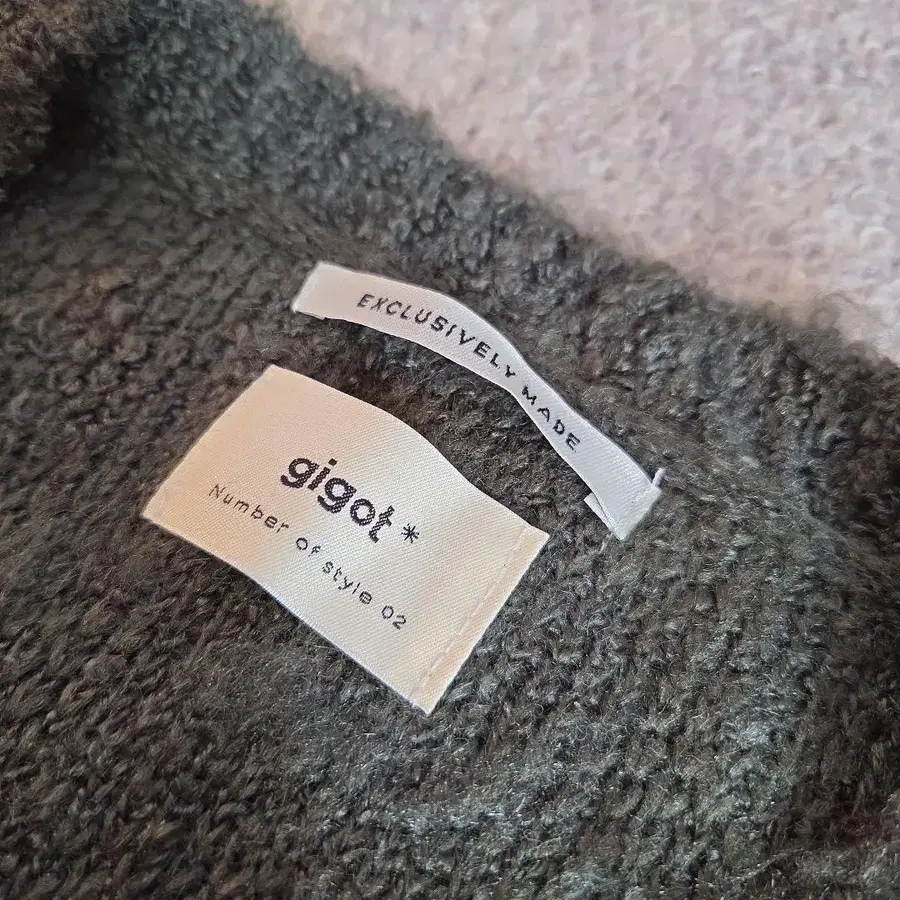 EXCLUSIVELY MADE
gigot *
Number of style 02